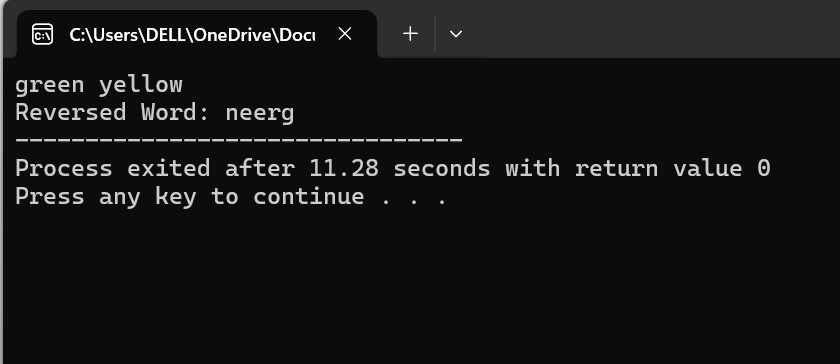 C:\Users\DELL\OneDrive\Docu
green yellow
Reversed Word: neerg
--------------------------------
Process exited after 11.28 seconds with return value 0
Press any key to continue . . .